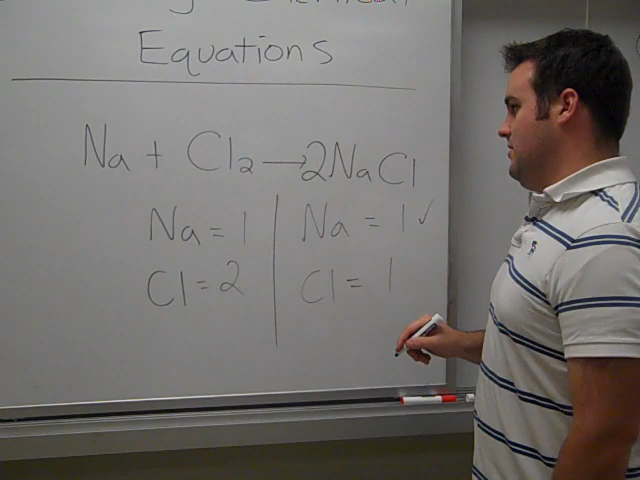 Equations
Na + Cl₂ → 2NaCl
Na = 1 | Na = 1 ✓
Cl = 2 | Cl = 1